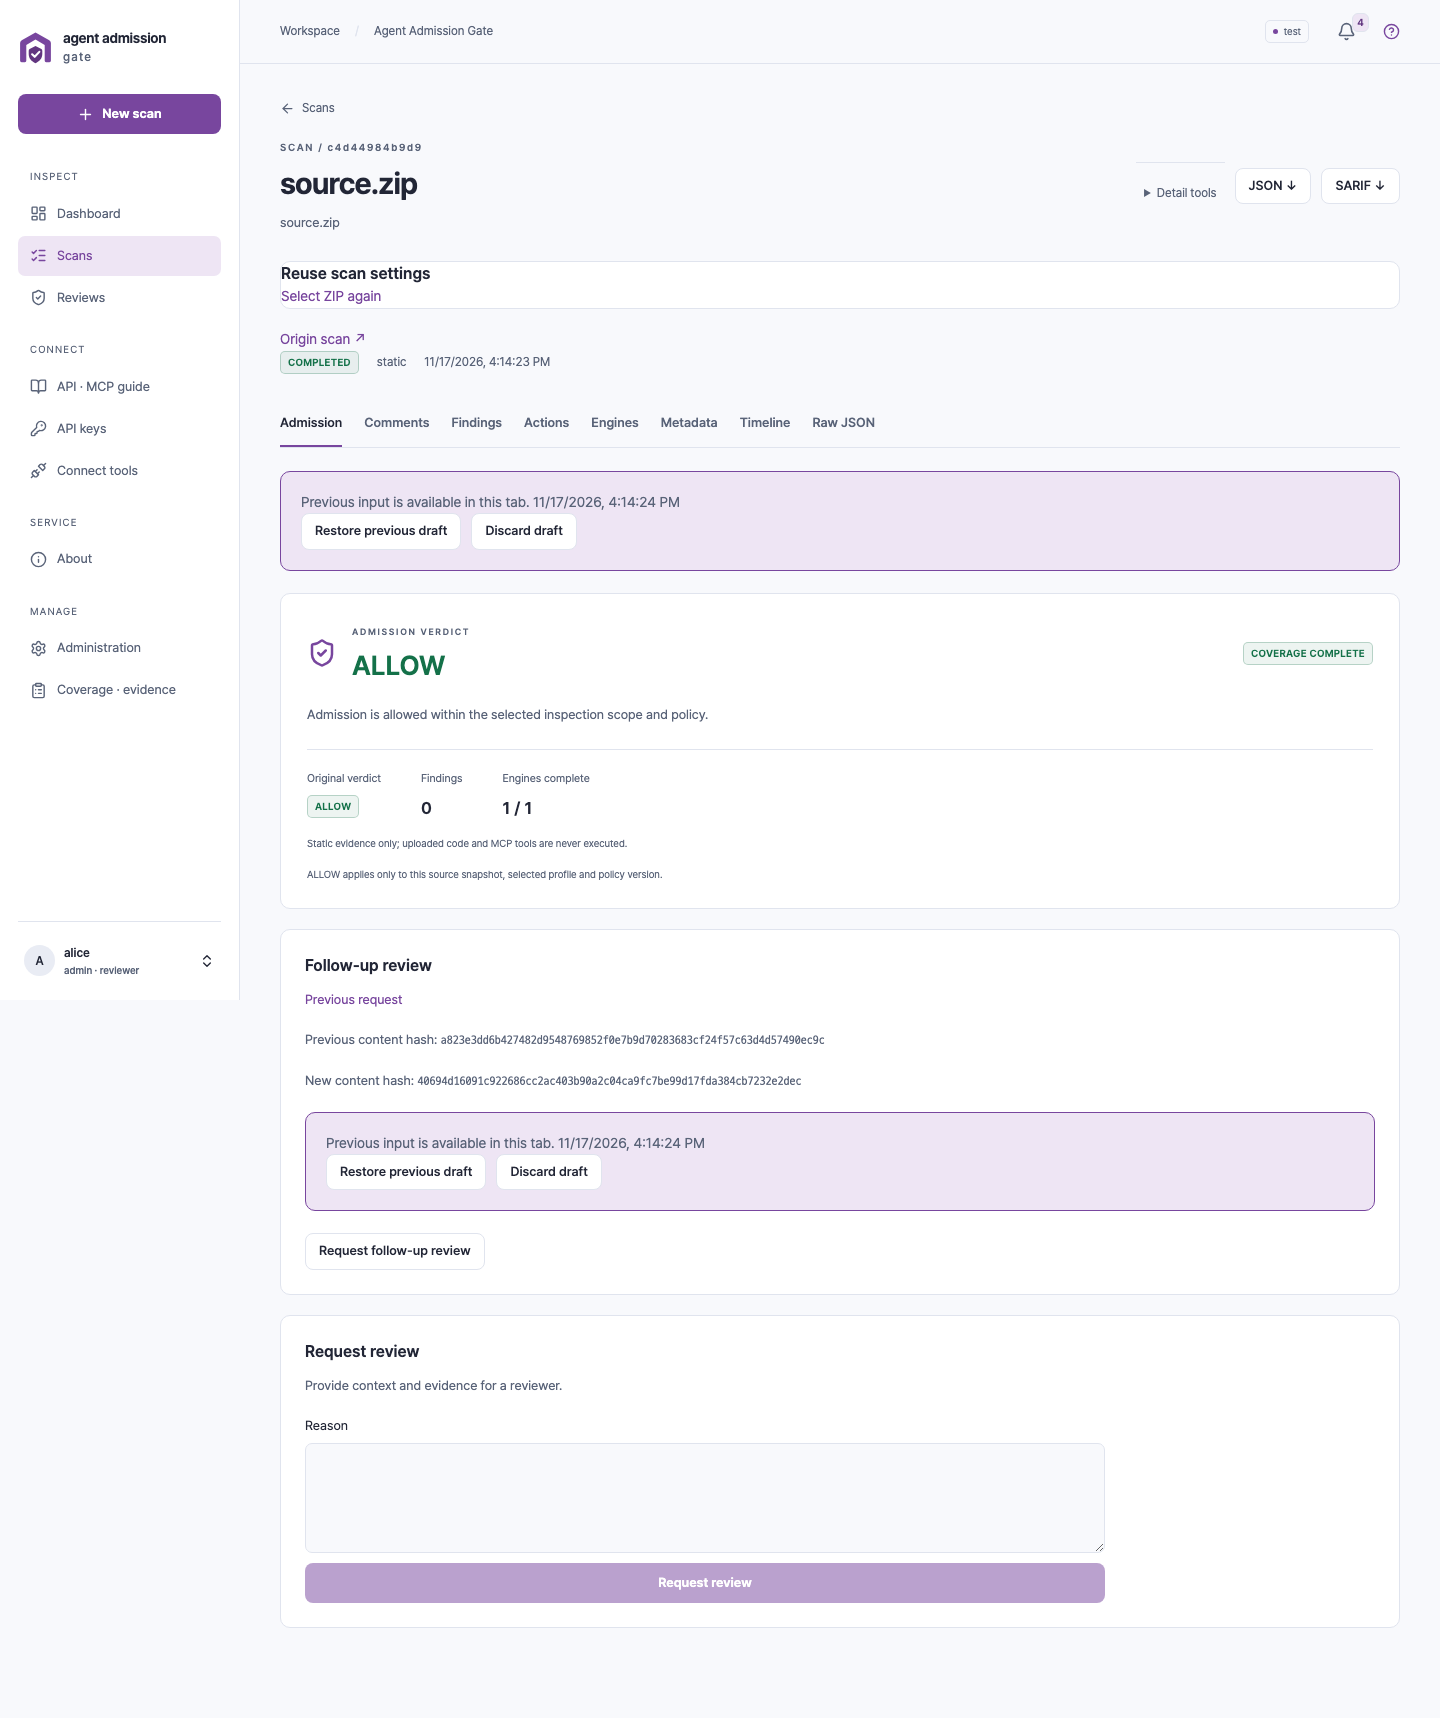 agent admission
gate
New scan
INSPECT
Dashboard
Scans
Reviews
CONNECT
API · MCP guide
API keys
Connect tools
SERVICE
About
MANAGE
Administration
Coverage · evidence
A
alice
admin · reviewer
Workspace / Agent Admission Gate
test
4
Scans
SCAN / c4d44984b9d9
source.zip
source.zip
Detail tools
JSON ↓
SARIF ↓
Reuse scan settings
Select ZIP again
Origin scan ↗
COMPLETED static 11/17/2026, 4:14:23 PM
Admission Comments Findings Actions Engines Metadata Timeline Raw JSON
Previous input is available in this tab. 11/17/2026, 4:14:24 PM
Restore previous draft Discard draft
ADMISSION VERDICT
ALLOW
COVERAGE COMPLETE
Admission is allowed within the selected inspection scope and policy.
Original verdict Findings Engines complete
ALLOW 0 1 / 1
Static evidence only; uploaded code and MCP tools are never executed.
ALLOW applies only to this source snapshot, selected profile and policy version.
Follow-up review
Previous request
Previous content hash: a823e3dd6b427482d9548769852f0e7b9d70283683cf24f57c63d4d57490ec9c
New content hash: 40694d16091c922686cc2ac403b90a2c04ca9fc7be99d17fda384cb7232e2dec
Previous input is available in this tab. 11/17/2026, 4:14:24 PM
Restore previous draft Discard draft
Request follow-up review
Request review
Provide context and evidence for a reviewer.
Reason
Request review